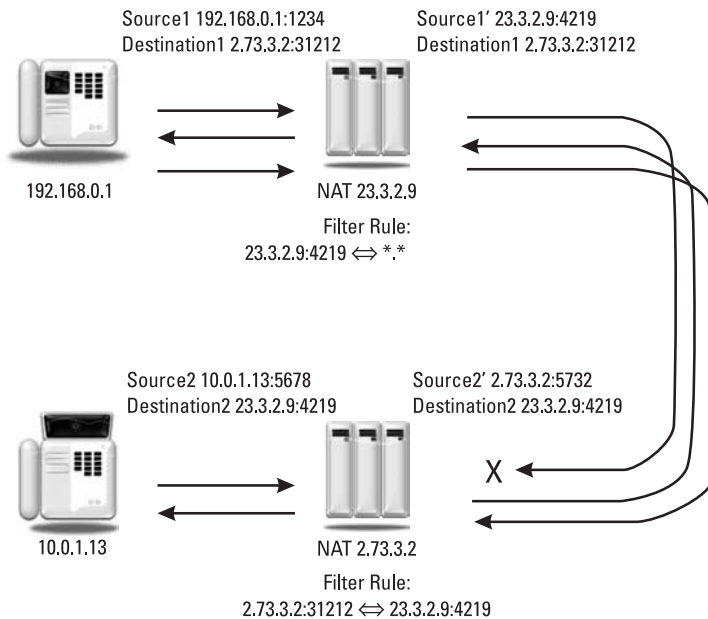 Source1 192.168.0.1:1234
Destination1 2.73.3.2:31212
Source1′ 23.3.2.9:4219
Destination1 2.73.3.2:31212
192.168.0.1
NAT 23.3.2.9
Filter Rule:
23.3.2.9:4219 ⇔ *.*
Source2 10.0.1.13:5678
Destination2 23.3.2.9:4219
Source2′ 2.73.3.2:5732
Destination2 23.3.2.9:4219
X
10.0.1.13
NAT 2.73.3.2
Filter Rule:
2.73.3.2:31212 ⇔ 23.3.2.9:4219